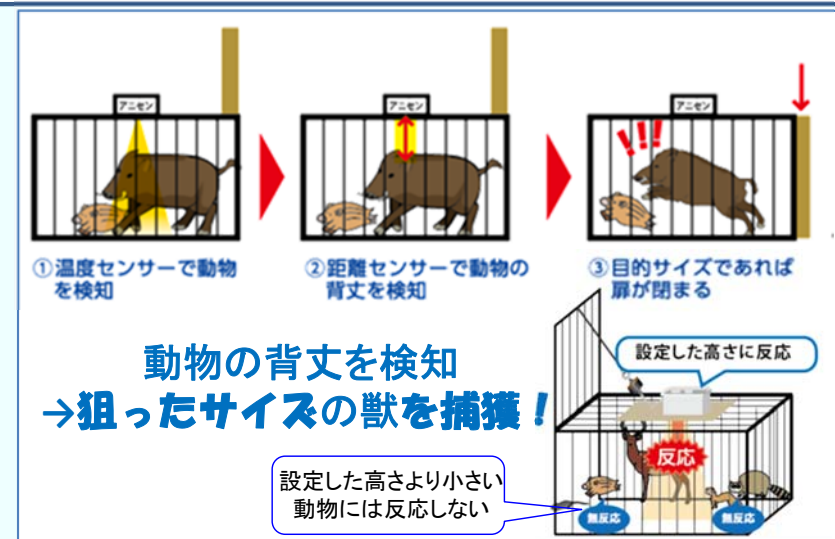 アニセン
アニセン
アニセン
!!!
①温度センサーで動物
を検知
②距離センサーで動物の
背丈を検知
③目的サイズであれば
扉が閉まる
動物の背丈を検知
→狙ったサイズの獣を捕獲！
設定した高さに反応
反応
無反応
無反応
設定した高さより小さい
動物には反応しない